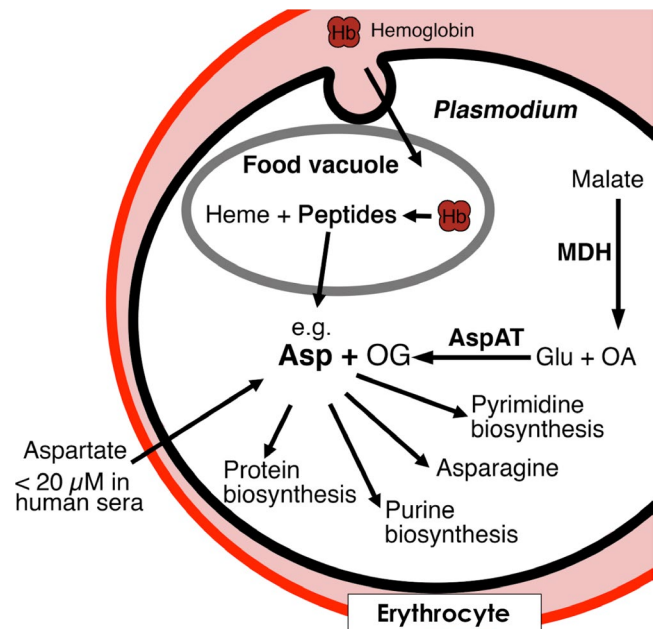 Hb Hemoglobin
Plasmodium
Food vacuole
Heme + Peptides Hb
Malate
MDH
e.g.
Asp + OG AspAT Glu + OA
Pyrimidine
biosynthesis
Aspartate
< 20 µM in
human sera
Protein
biosynthesis
Asparagine
Purine
biosynthesis
Erythrocyte